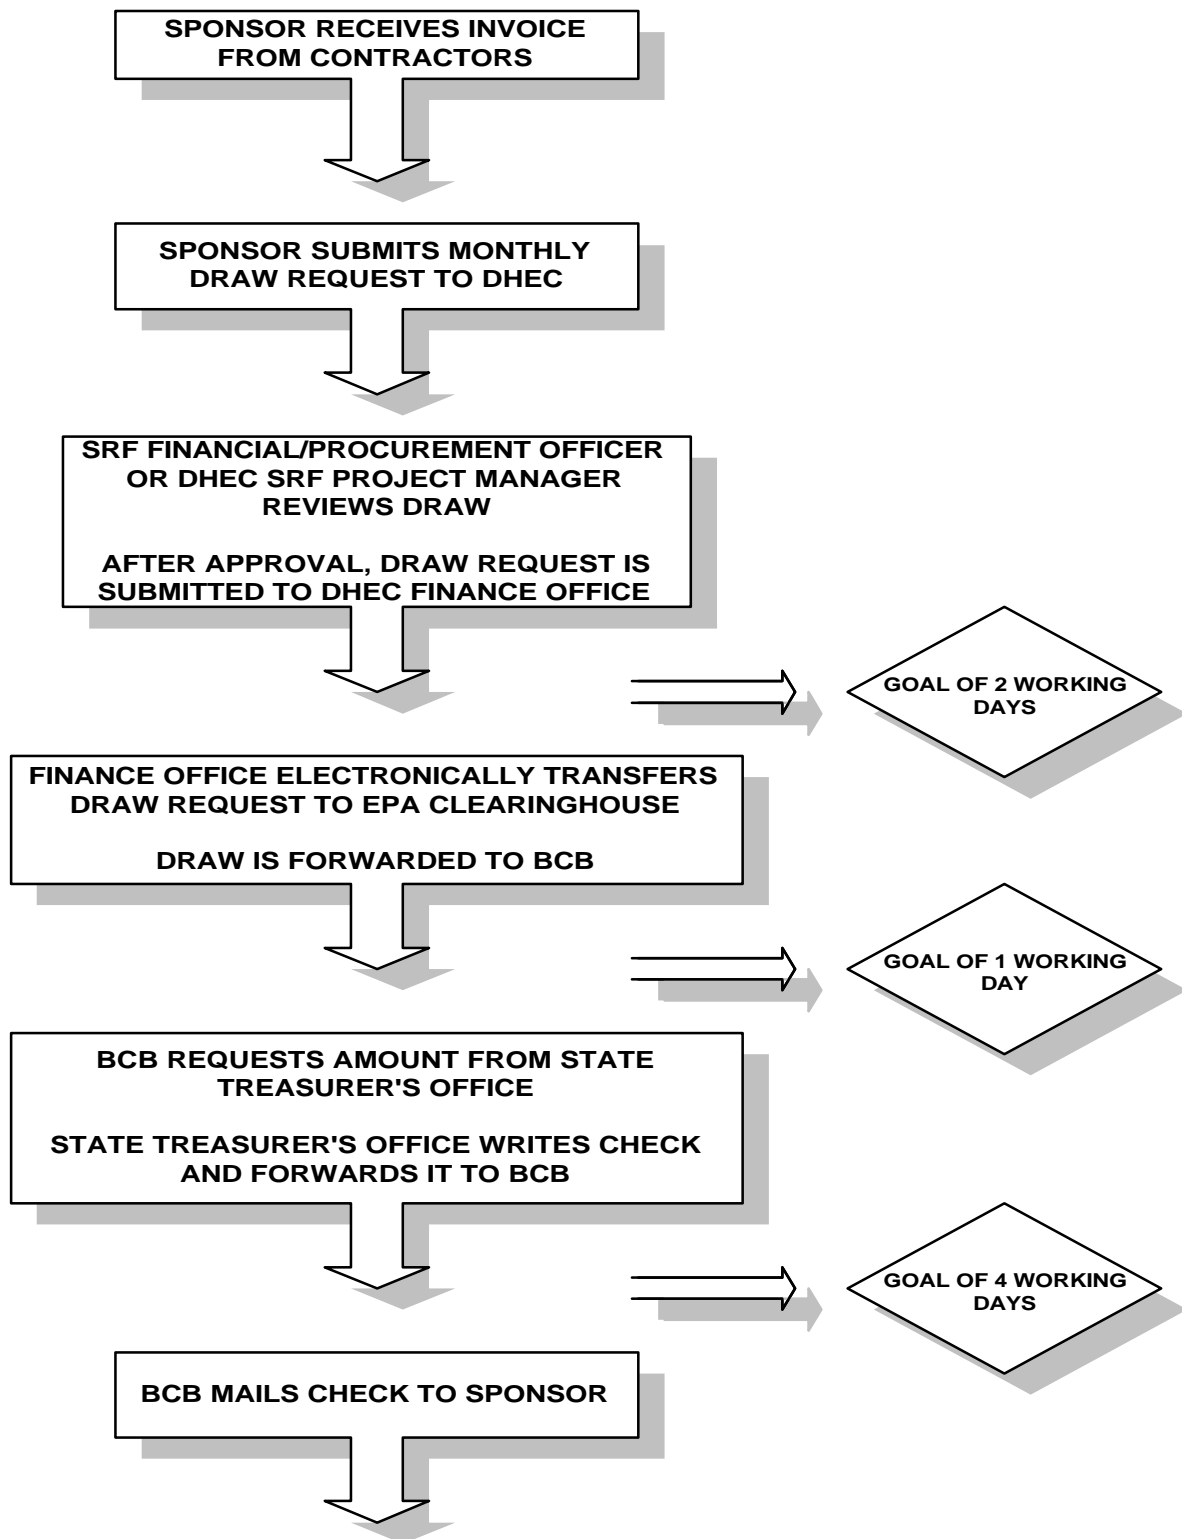 SPONSOR RECEIVES INVOICE
FROM CONTRACTORS
SPONSOR SUBMITS MONTHLY
DRAW REQUEST TO DHEC
SRF FINANCIAL/PROCUREMENT OFFICER
OR DHEC SRF PROJECT MANAGER
REVIEWS DRAW
AFTER APPROVAL, DRAW REQUEST IS
SUBMITTED TO DHEC FINANCE OFFICE
GOAL OF 2 WORKING
DAYS
FINANCE OFFICE ELECTRONICALLY TRANSFERS
DRAW REQUEST TO EPA CLEARINGHOUSE
DRAW IS FORWARDED TO BCB
GOAL OF 1 WORKING
DAY
BCB REQUESTS AMOUNT FROM STATE
TREASURER'S OFFICE
STATE TREASURER'S OFFICE WRITES CHECK
AND FORWARDS IT TO BCB
GOAL OF 4 WORKING
DAYS
BCB MAILS CHECK TO SPONSOR